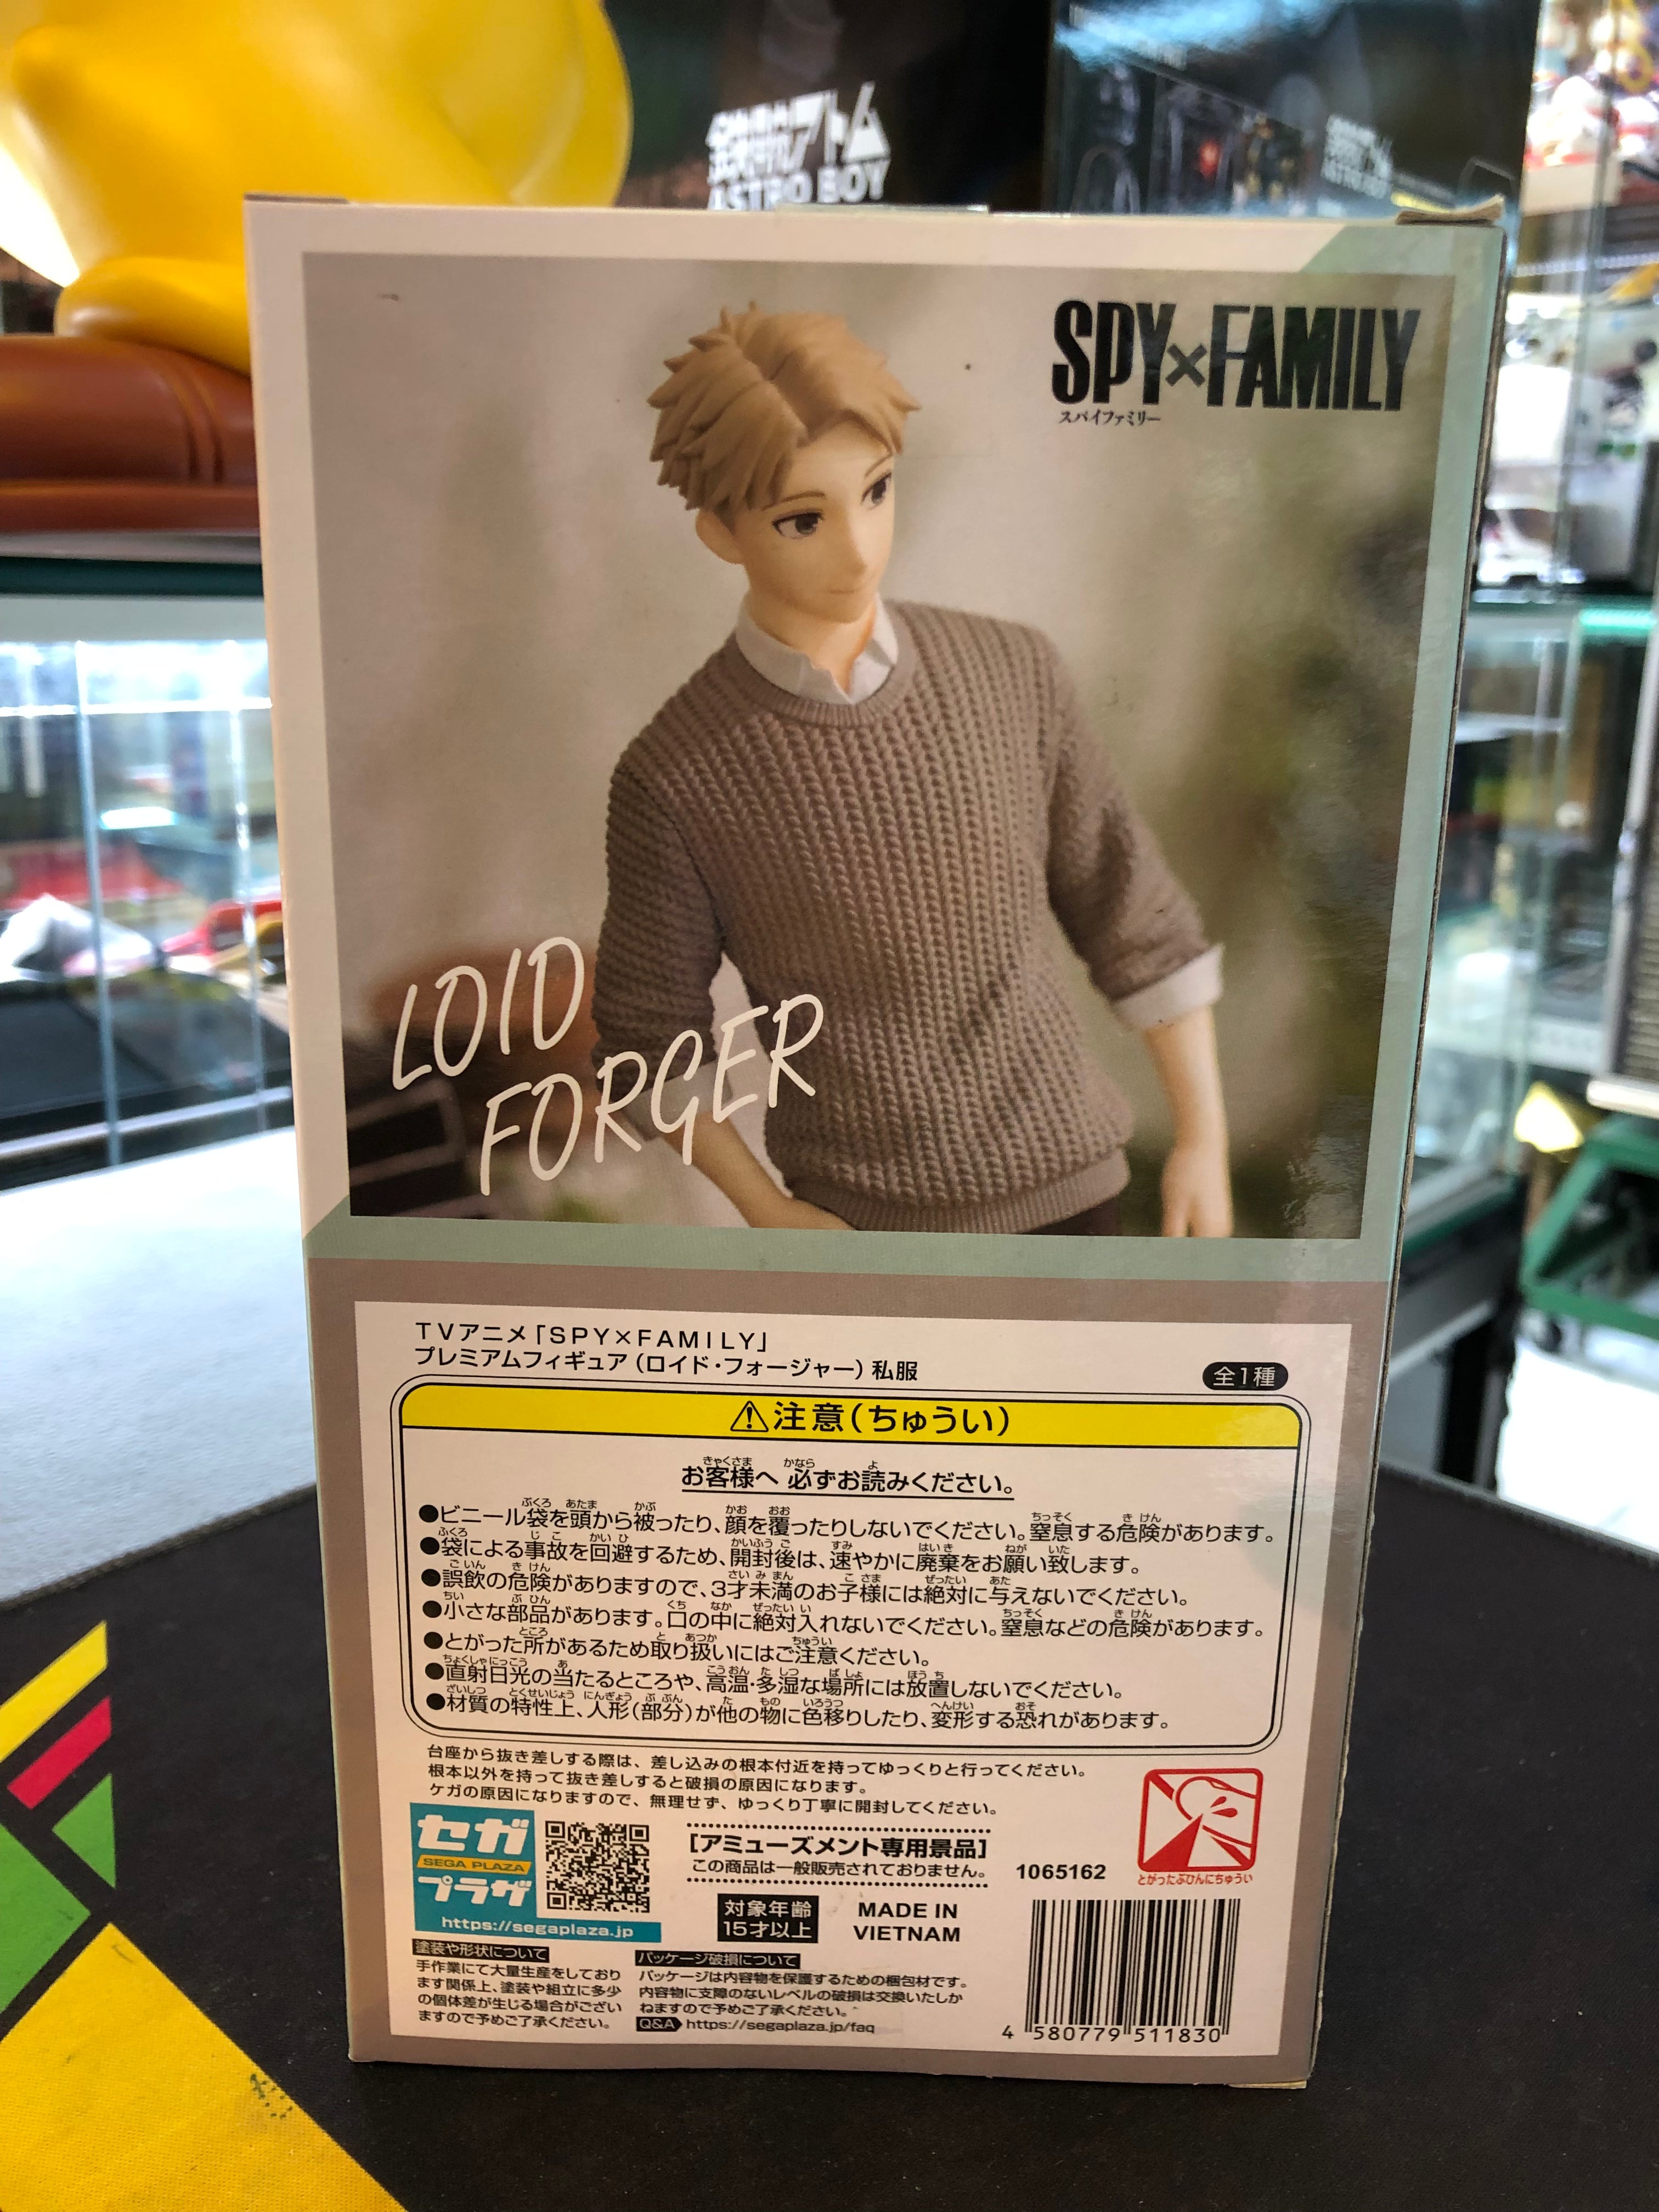 ASTRO BOY
SPY×FAMILY
スパイファミリー
LOID
FORGER
TVアニメ「SPY×FAMILY」
プレミアムフィギュア(ロイド・フォージャー)私服
全1種
⚠注意(ちゅうい)
お客様へ 必ずお読みください。
●ビニール袋を頭から被ったり、顔を覆ったりしないでください。窒息する危険があります。
●袋による事故を回避するため、開封後は、速やかに廃棄をお願い致します。
●誤飲の危険がありますので、3才未満のお子様には絶対に与えないでください。
●小さな部品があります。口の中に絶対入れないでください。窒息などの危険があります。
●とがった所があるため取り扱いにはご注意ください。
●直射日光の当たるところや、高温・多湿な場所には放置しないでください。
●材質の特性上、人形(部分)が他の物に色移りしたり、変形する恐れがあります。
台座から抜き差しする際は、差し込みの根本付近を持ってゆっくりと行ってください。
根本以外を持って抜き差しすると破損の原因になります。
ケガの原因になりますので、無理せず、ゆっくり丁寧に開封してください。
セガ
SEGA PLAZA
プラザ
https://segaplaza.jp
[アミューズメント専用景品]
この商品は一般販売されておりません。
1065162
とがったぶひんにちゅうい
対象年齢
15才以上
MADE IN
VIETNAM
塗装や形状について
手作業にて大量生産をしており
ます関係上、塗装や組立に多少
の個体差が生じる場合がござい
ますので予めご了承ください。
パッケージ破損について
パッケージは内容物を保護するための梱包材です。
内容物に支障のないレベルの破損は交換いたしか
ねますので予めご了承ください。
Q&A https://segaplaza.jp/faq
4 580779 511830